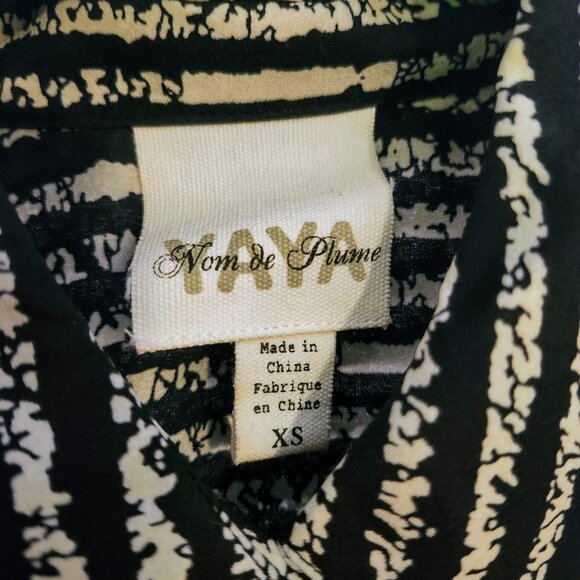 YAYA
Nom de Plume
Made in
China
Fabrique
en Chine
XS